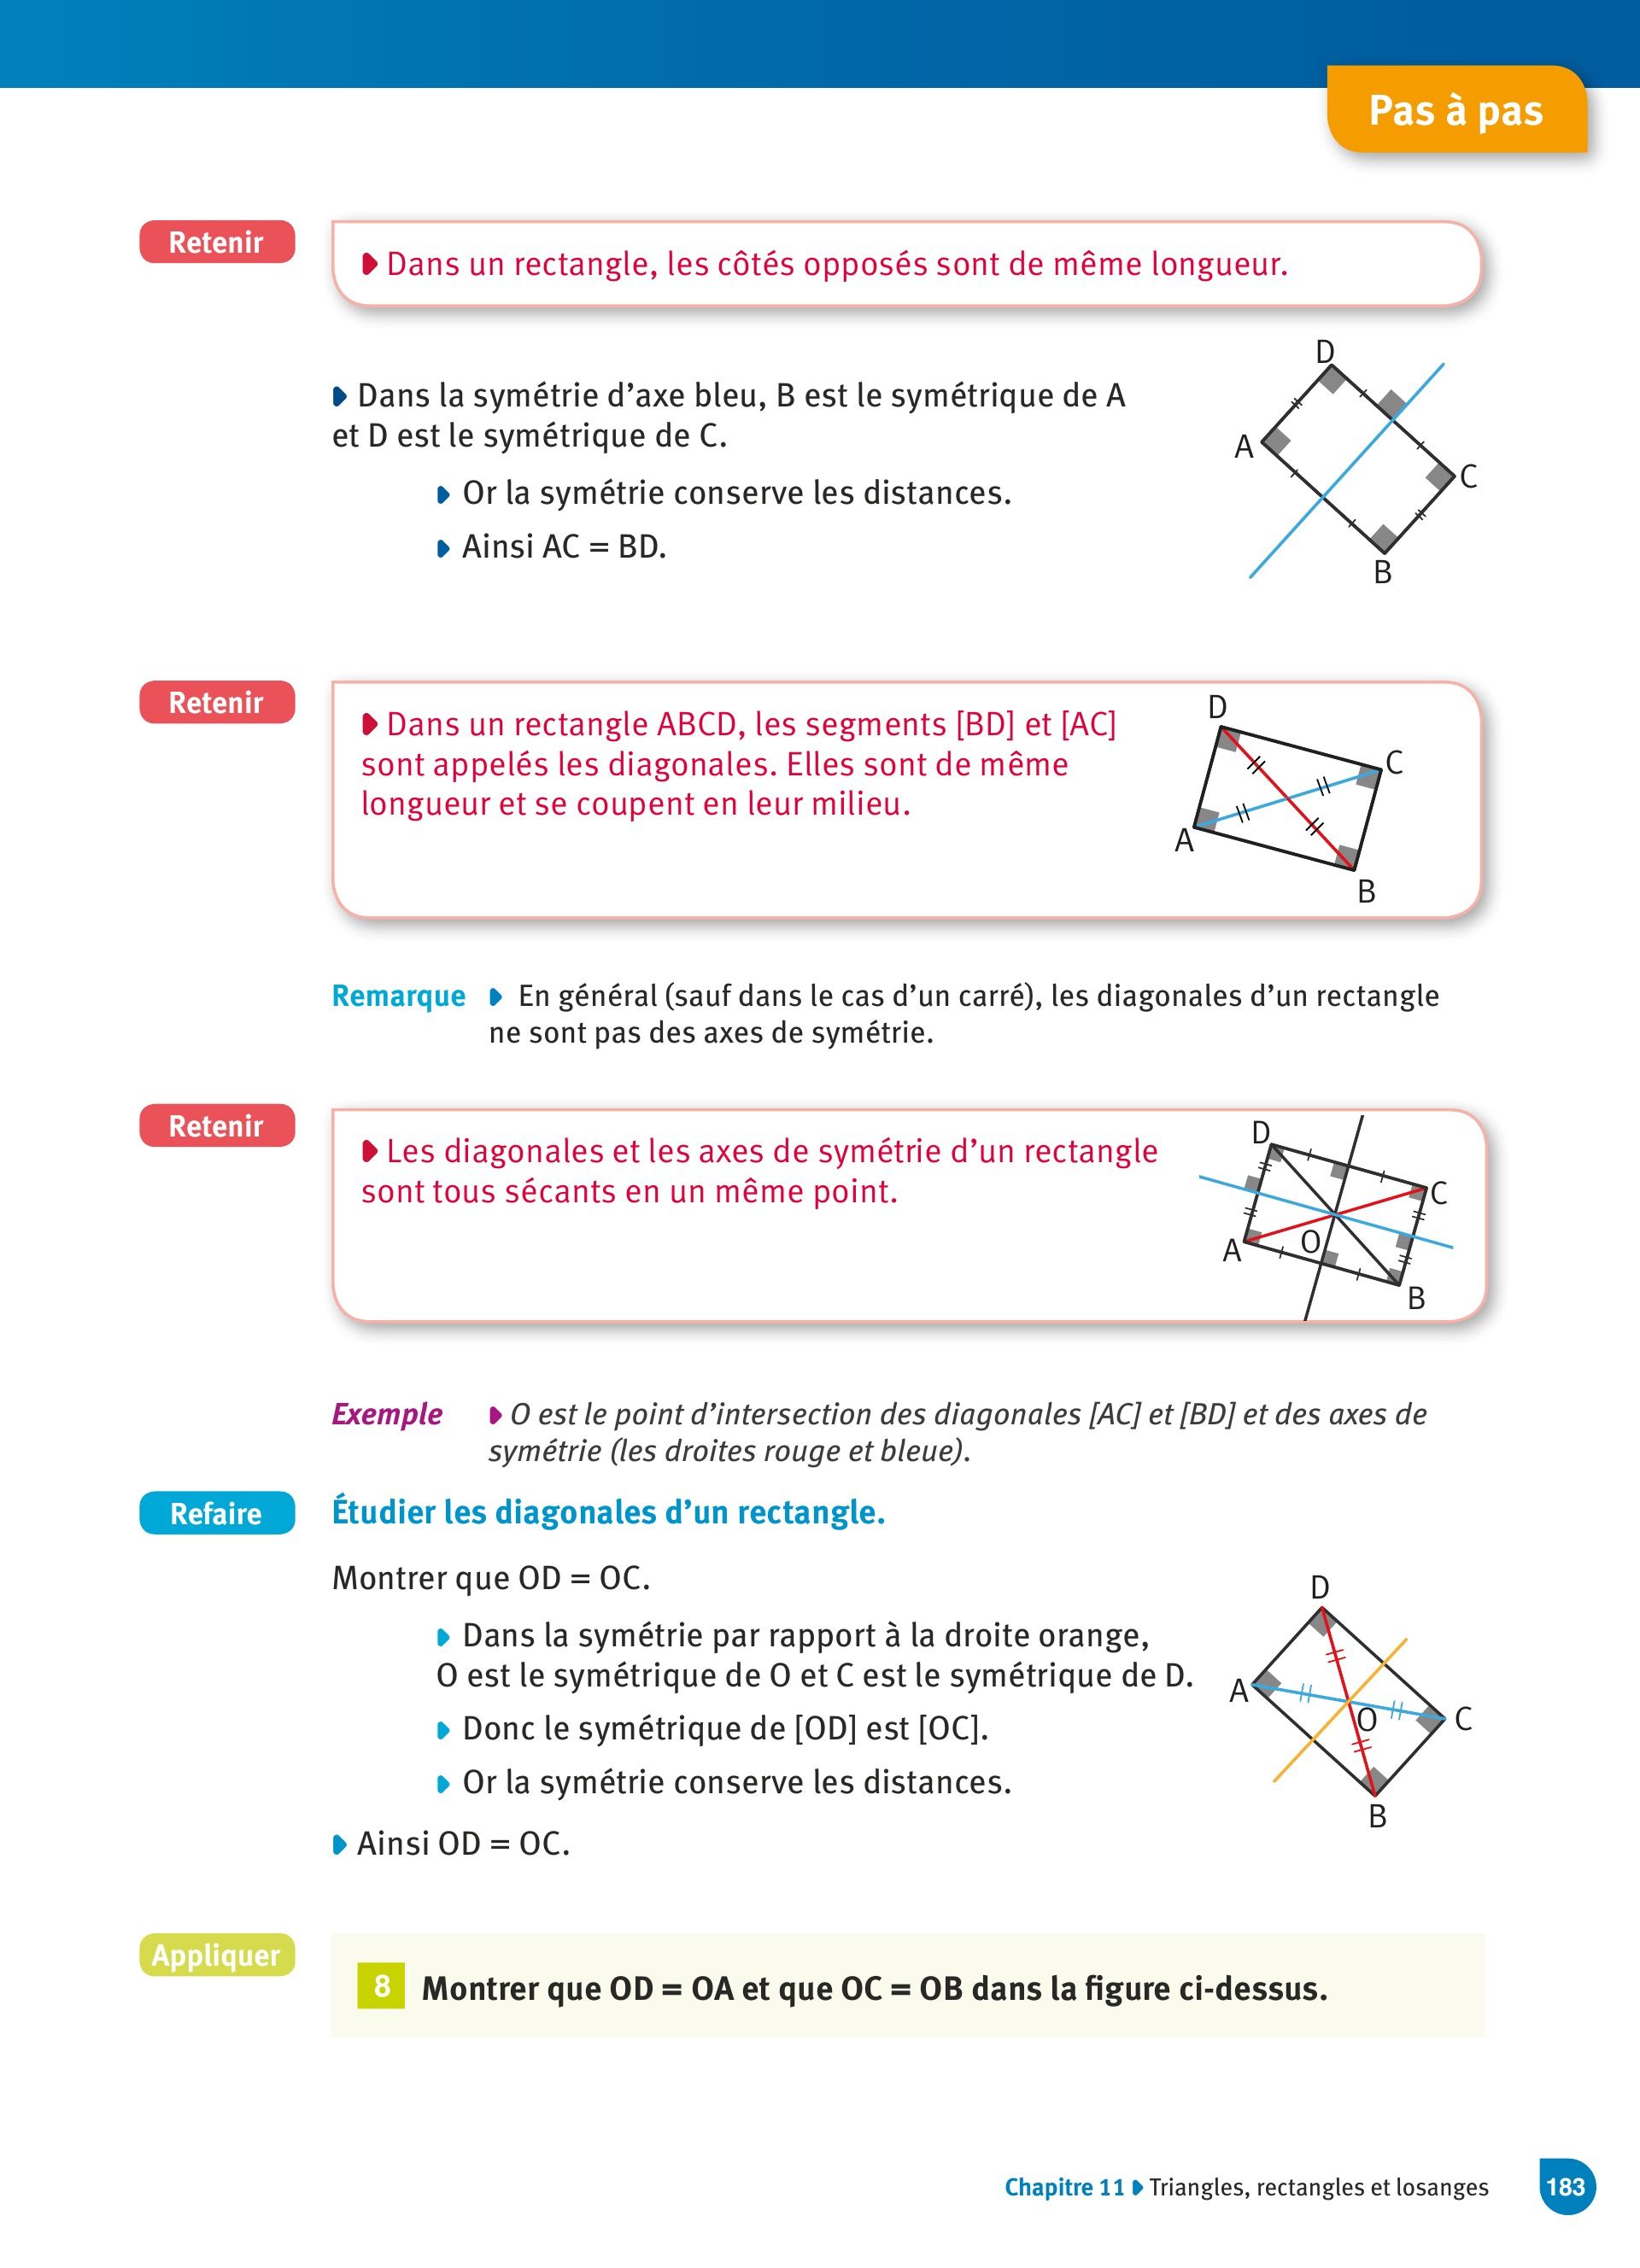 Pas à pas
Retenir
Dans un rectangle, les côtés opposés sont de même longueur.
Dans la symétrie d'axe bleu, B est le symétrique de A
et D est le symétrique de C.
Or la symétrie conserve les distances.
Ainsi AC = BD.
D
A
C
B
Retenir
Dans un rectangle ABCD, les segments [BD] et [AC]
sont appelés les diagonales. Elles sont de même
longueur et se coupent en leur milieu.
D
C
A
B
Remarque En général (sauf dans le cas d'un carré), les diagonales d'un rectangle
ne sont pas des axes de symétrie.
Retenir
Les diagonales et les axes de symétrie d'un rectangle
sont tous sécants en un même point.
D
C
A
O
B
Exemple O est le point d'intersection des diagonales [AC] et [BD] et des axes de
symétrie (les droites rouge et bleue).
Refaire
Étudier les diagonales d'un rectangle.
Montrer que OD = OC.
Dans la symétrie par rapport à la droite orange,
O est le symétrique de O et C est le symétrique de D.
Donc le symétrique de [OD] est [OC].
Or la symétrie conserve les distances.
Ainsi OD = OC.
D
A
O
C
B
Appliquer
8 Montrer que OD = OA et que OC = OB dans la figure ci-dessus.
Chapitre 11 Triangles, rectangles et losanges 183